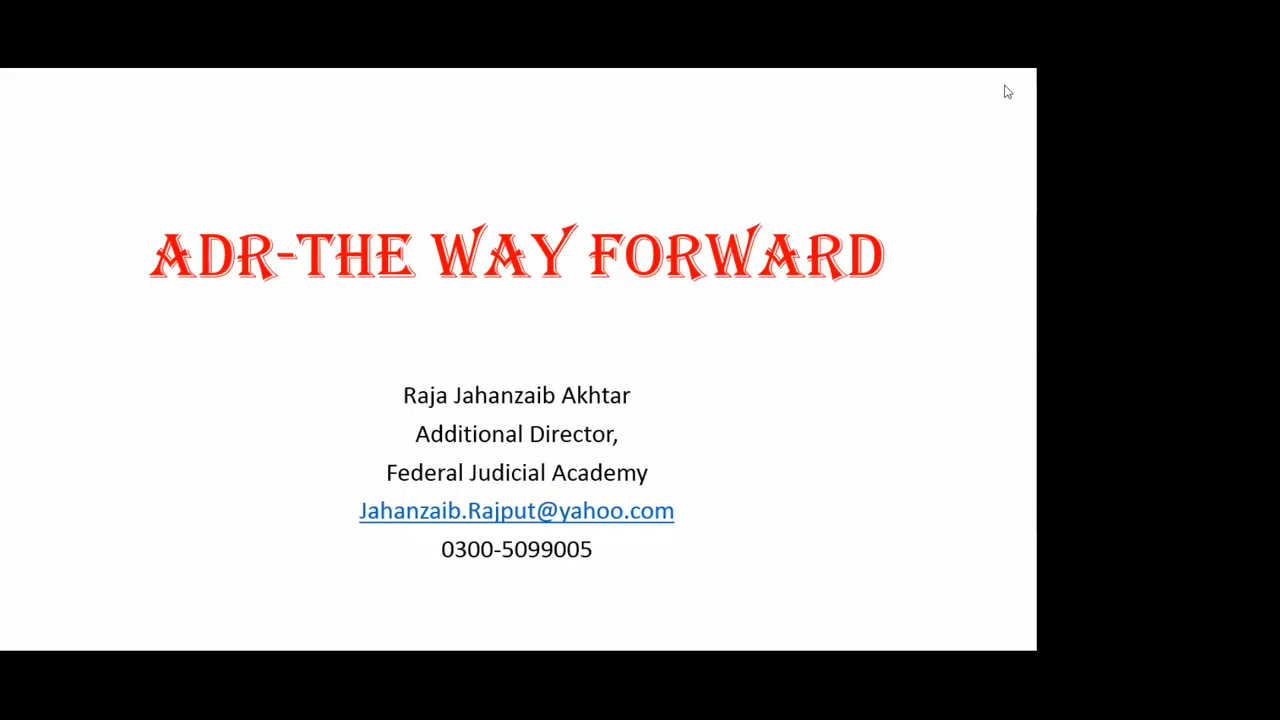 ADR-THE WAY FORWARD
Raja Jahanzaib Akhtar
Additional Director,
Federal Judicial Academy
Jahanzaib.Rajput@yahoo.com
0300-5099005